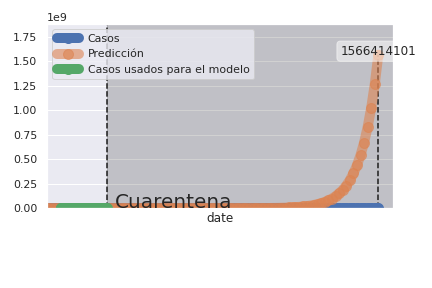 1e9
Casos
Predicción
Casos usados para el modelo
1566414101
1.75
1.50
1.25
1.00
0.75
0.50
0.25
0.00
Cuarentena
date